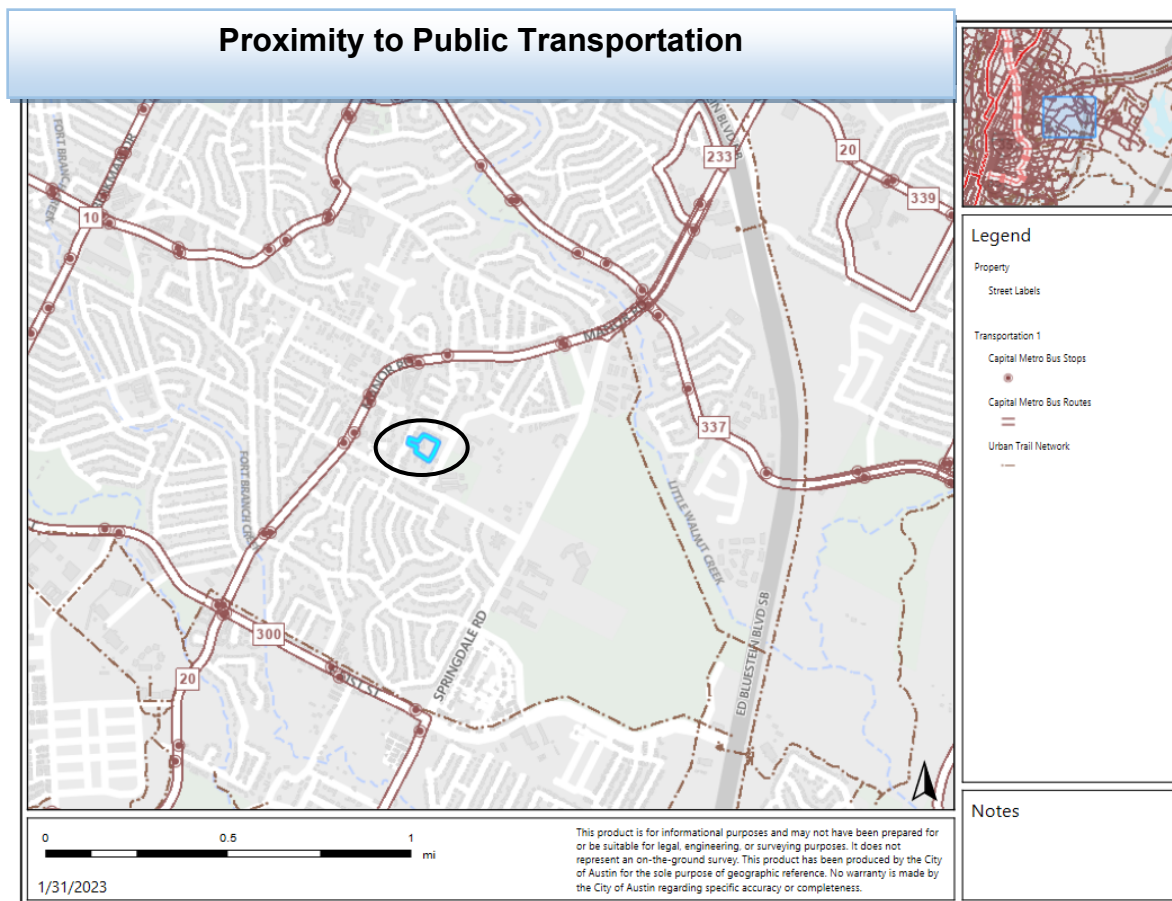 Proximity to Public Transportation
233
20
339
10
MANOR RD
337
FORT BRANCH CREEK
LITTLE WALNUT CREEK
ED BLUESTEIN BLVD SB
SPRINGDALE RD
300
20
Legend
Property
Street Labels
Transportation 1
Capital Metro Bus Stops
Capital Metro Bus Routes
Urban Trail Network
Notes
0 0.5 1
mi
1/31/2023
This product is for informational purposes and may not have been prepared for
or be suitable for legal, engineering, or surveying purposes. It does not
represent an on-the-ground survey. This product has been produced by the City
of Austin for the sole purpose of geographic reference. No warranty is made by
the City of Austin regarding specific accuracy or completeness.